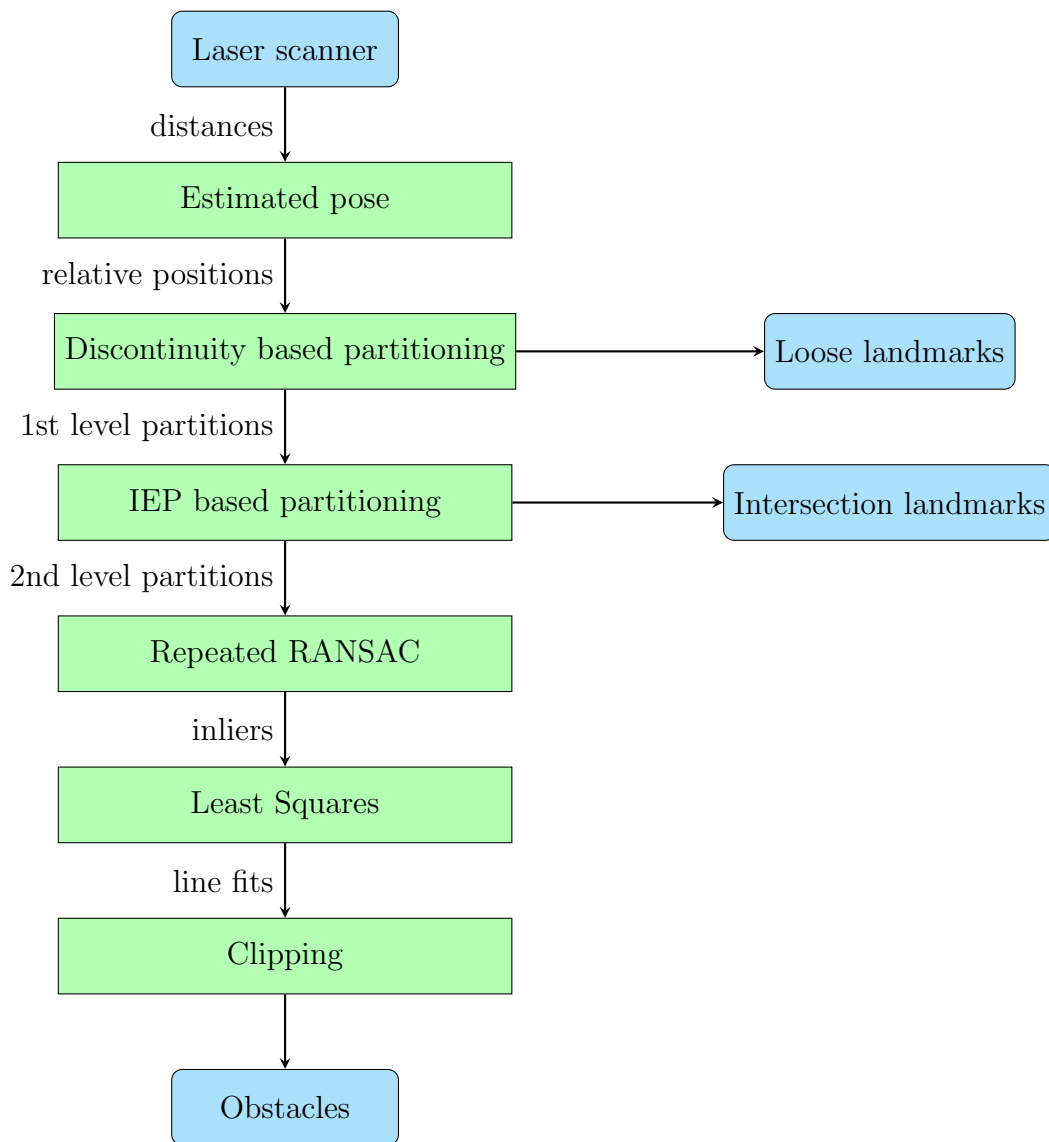 Laser scanner
distances
Estimated pose
relative positions
Discontinuity based partitioning
Loose landmarks
1st level partitions
IEP based partitioning
Intersection landmarks
2nd level partitions
Repeated RANSAC
inliers
Least Squares
line fits
Clipping
Obstacles